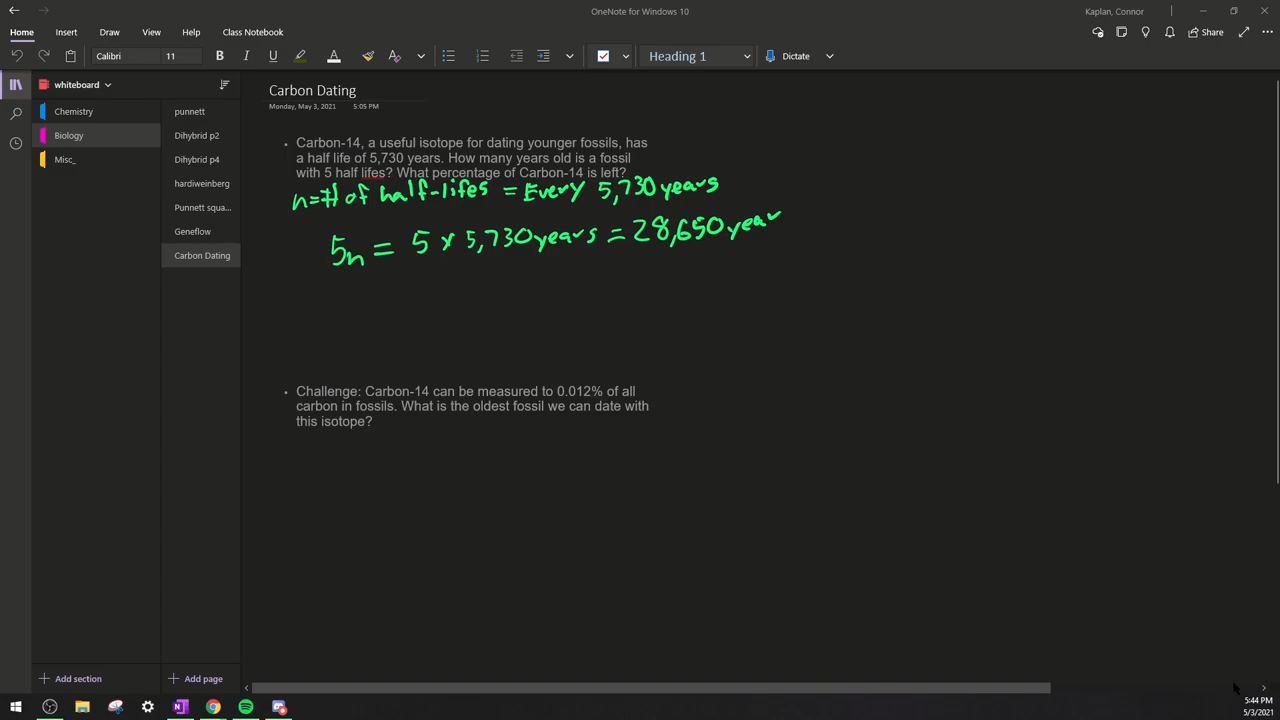 OneNote for Windows 10
Kaplan, Connor
Home Insert Draw View Help Class Notebook
Share
Calibri 11 B I U A A Heading 1 Dictate
whiteboard
Chemistry
Biology
Misc_
punnett
Dihybrid p2
Dihybrid p4
hardiweinberg
Punnett squa...
Geneflow
Carbon Dating
Carbon Dating
Monday, May 3, 2021 5:05 PM
• Carbon-14, a useful isotope for dating younger fossils, has
a half life of 5,730 years. How many years old is a fossil
with 5 half lifes? What percentage of Carbon-14 is left?
n=# of half-lifes = Every 5,730 years
5n = 5 x 5,730 years = 28,650 year
• Challenge: Carbon-14 can be measured to 0.012% of all
carbon in fossils. What is the oldest fossil we can date with
this isotope?
+ Add section
+ Add page
5:44 PM
5/3/2021